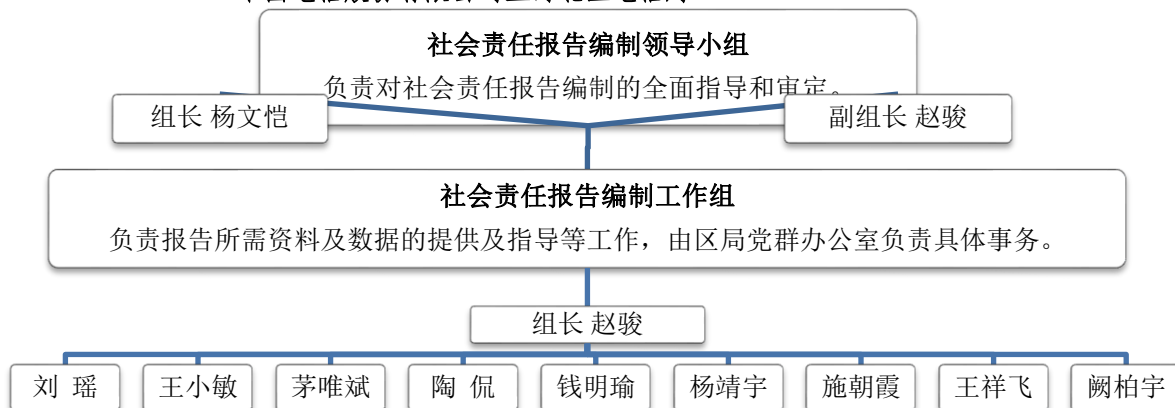 社会责任报告编制领导小组
负责对社会责任报告编制的全面指导和审定。
组长 杨文恺
副组长 赵骏
社会责任报告编制工作组
负责报告所需资料及数据的提供及指导等工作，由区局党群办公室负责具体事务。
组长 赵骏
刘 瑶
王小敏
茅唯斌
陶 侃
钱明瑜
杨靖宇
施朝霞
王祥飞
阙柏宇